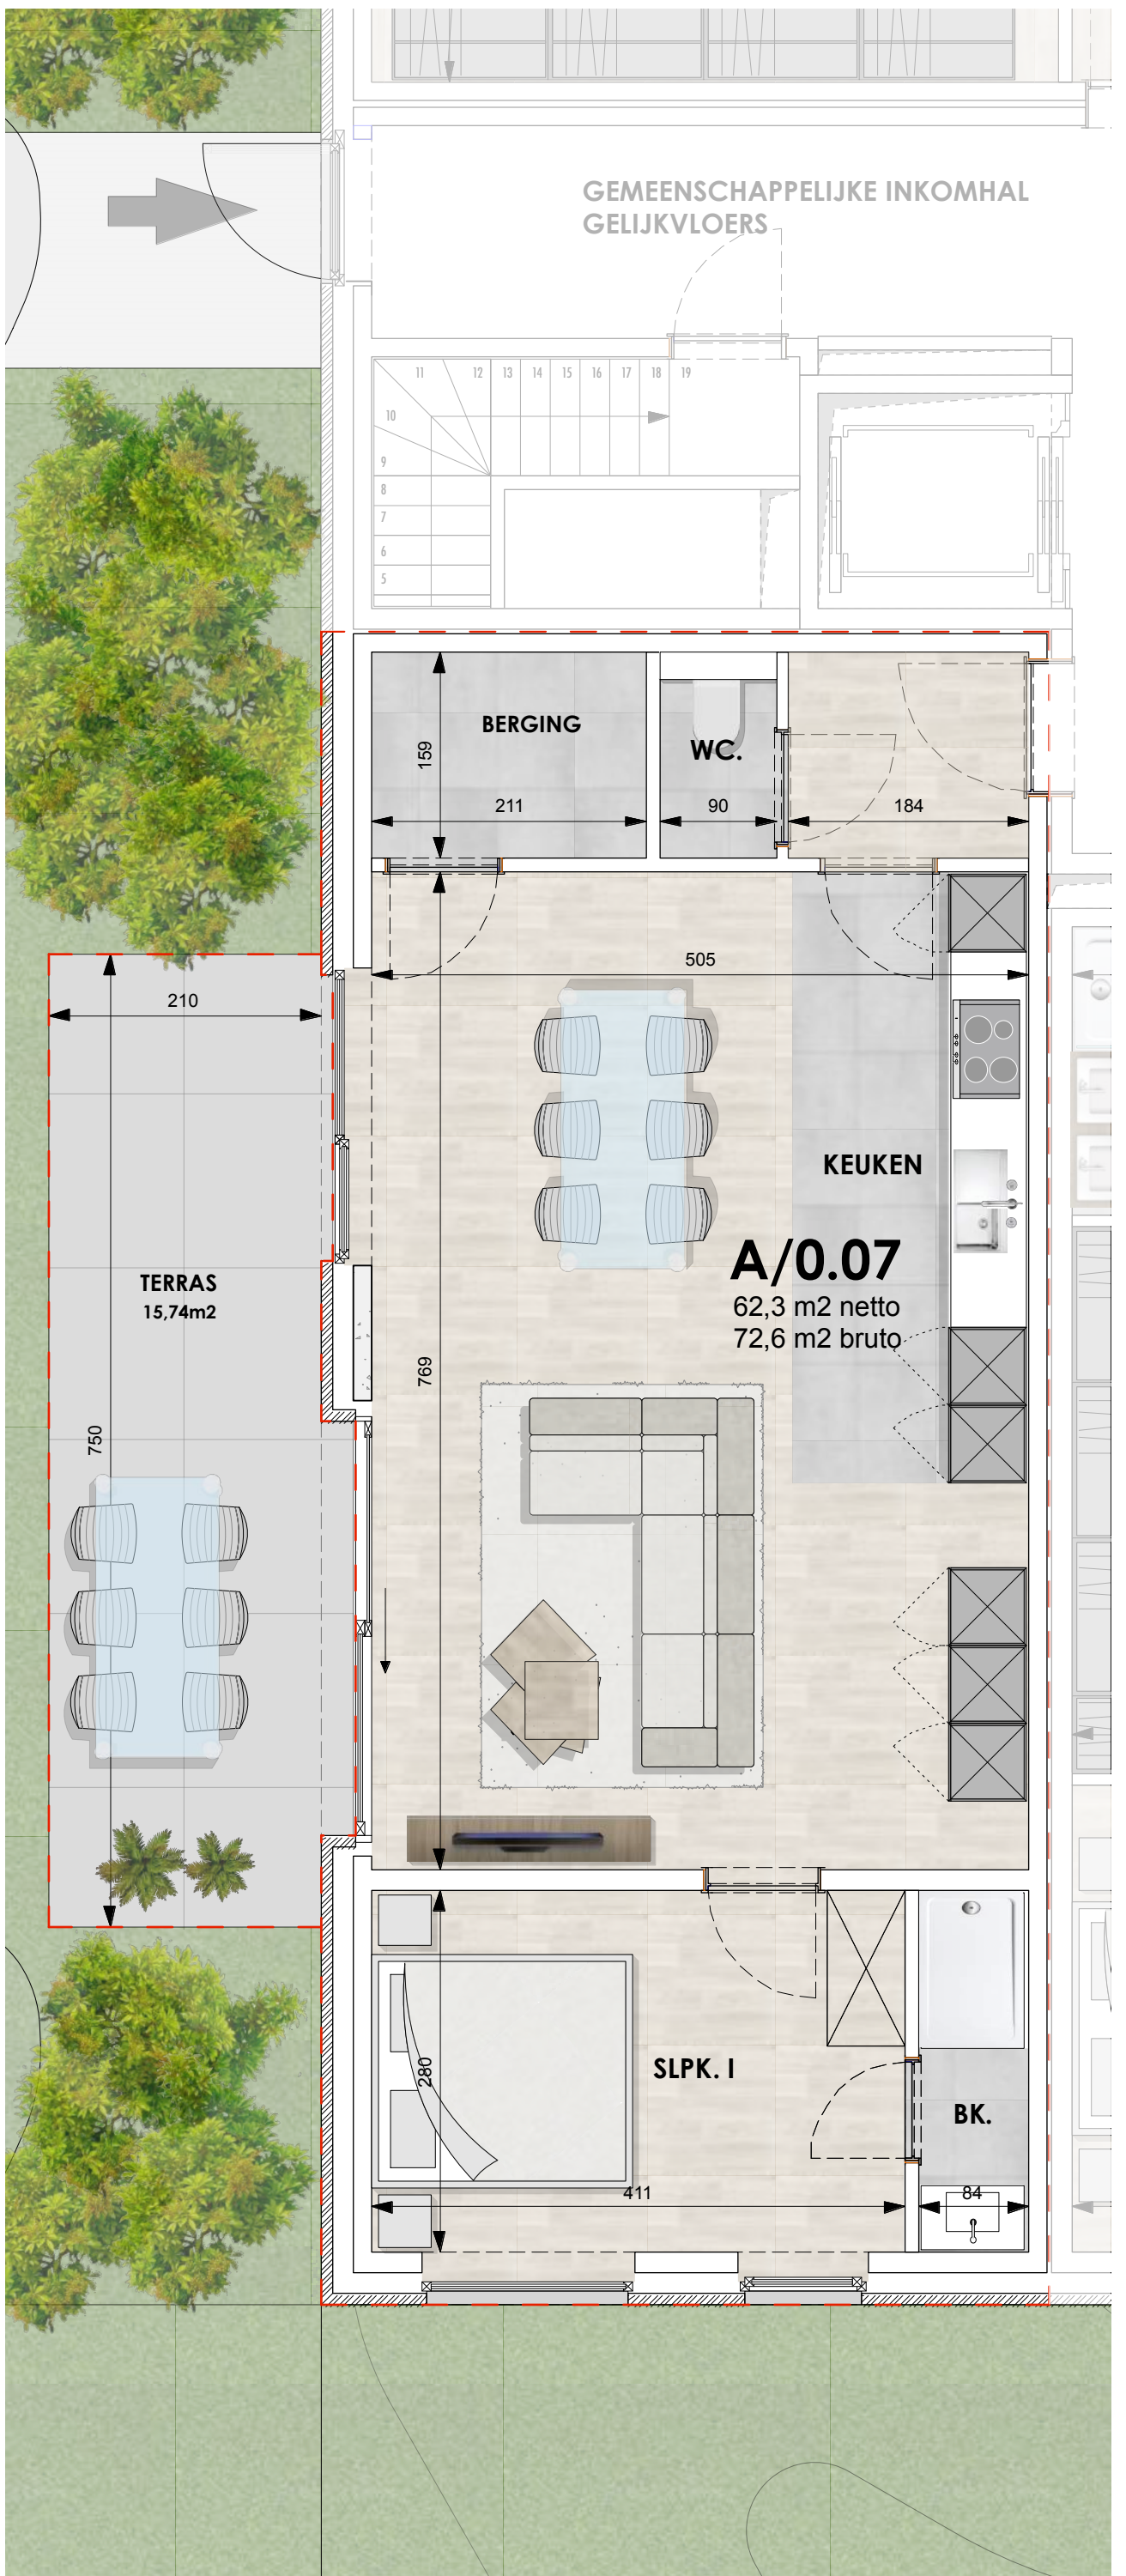 GEMEENSCHAPPELIJKE INKOMHAL
GELIJKVLOERS
11
12
13
14
15
16
17
18
19
10
9
8
7
6
5
BERGING
WC.
159
211
90
184
505
210
KEUKEN
A/0.07
62,3 m2 netto
72,6 m2 bruto
TERRAS
15,74m2
769
750
SLPK. I
280
BK.
411
84